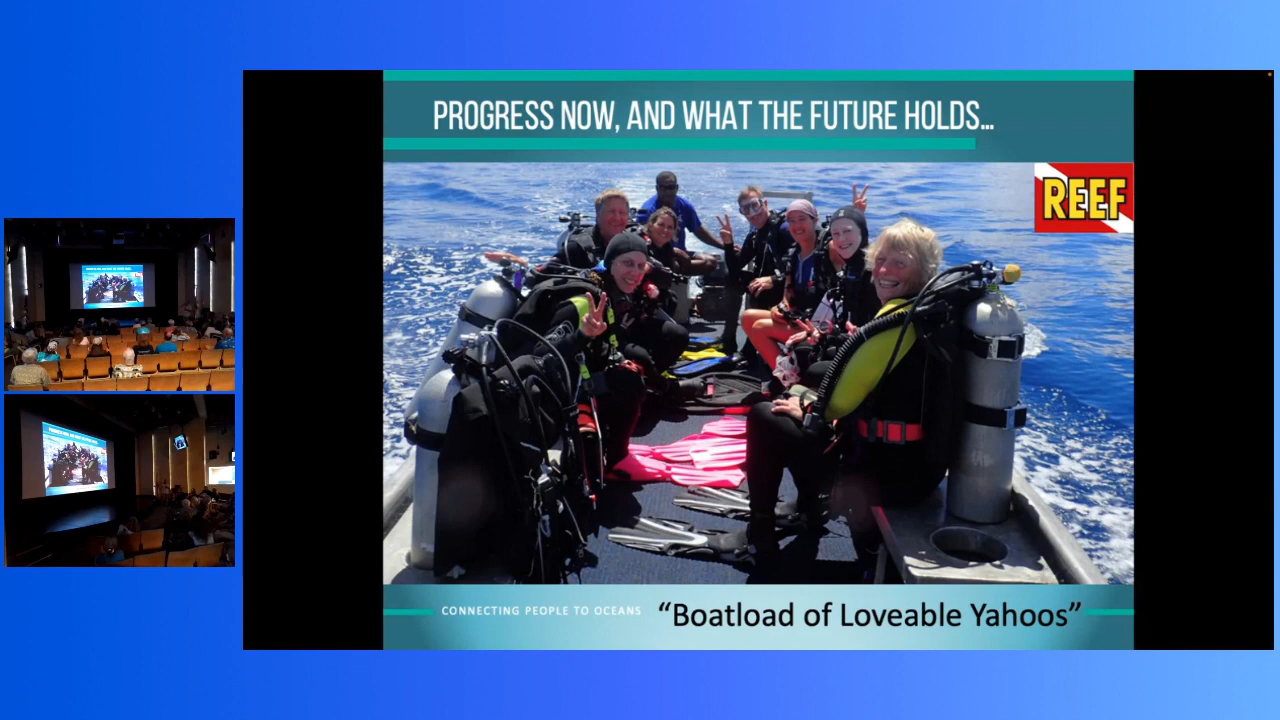 PROGRESS NOW, AND WHAT THE FUTURE HOLDS...
REEF
CONNECTING PEOPLE TO OCEANS
“Boatload of Loveable Yahoos”